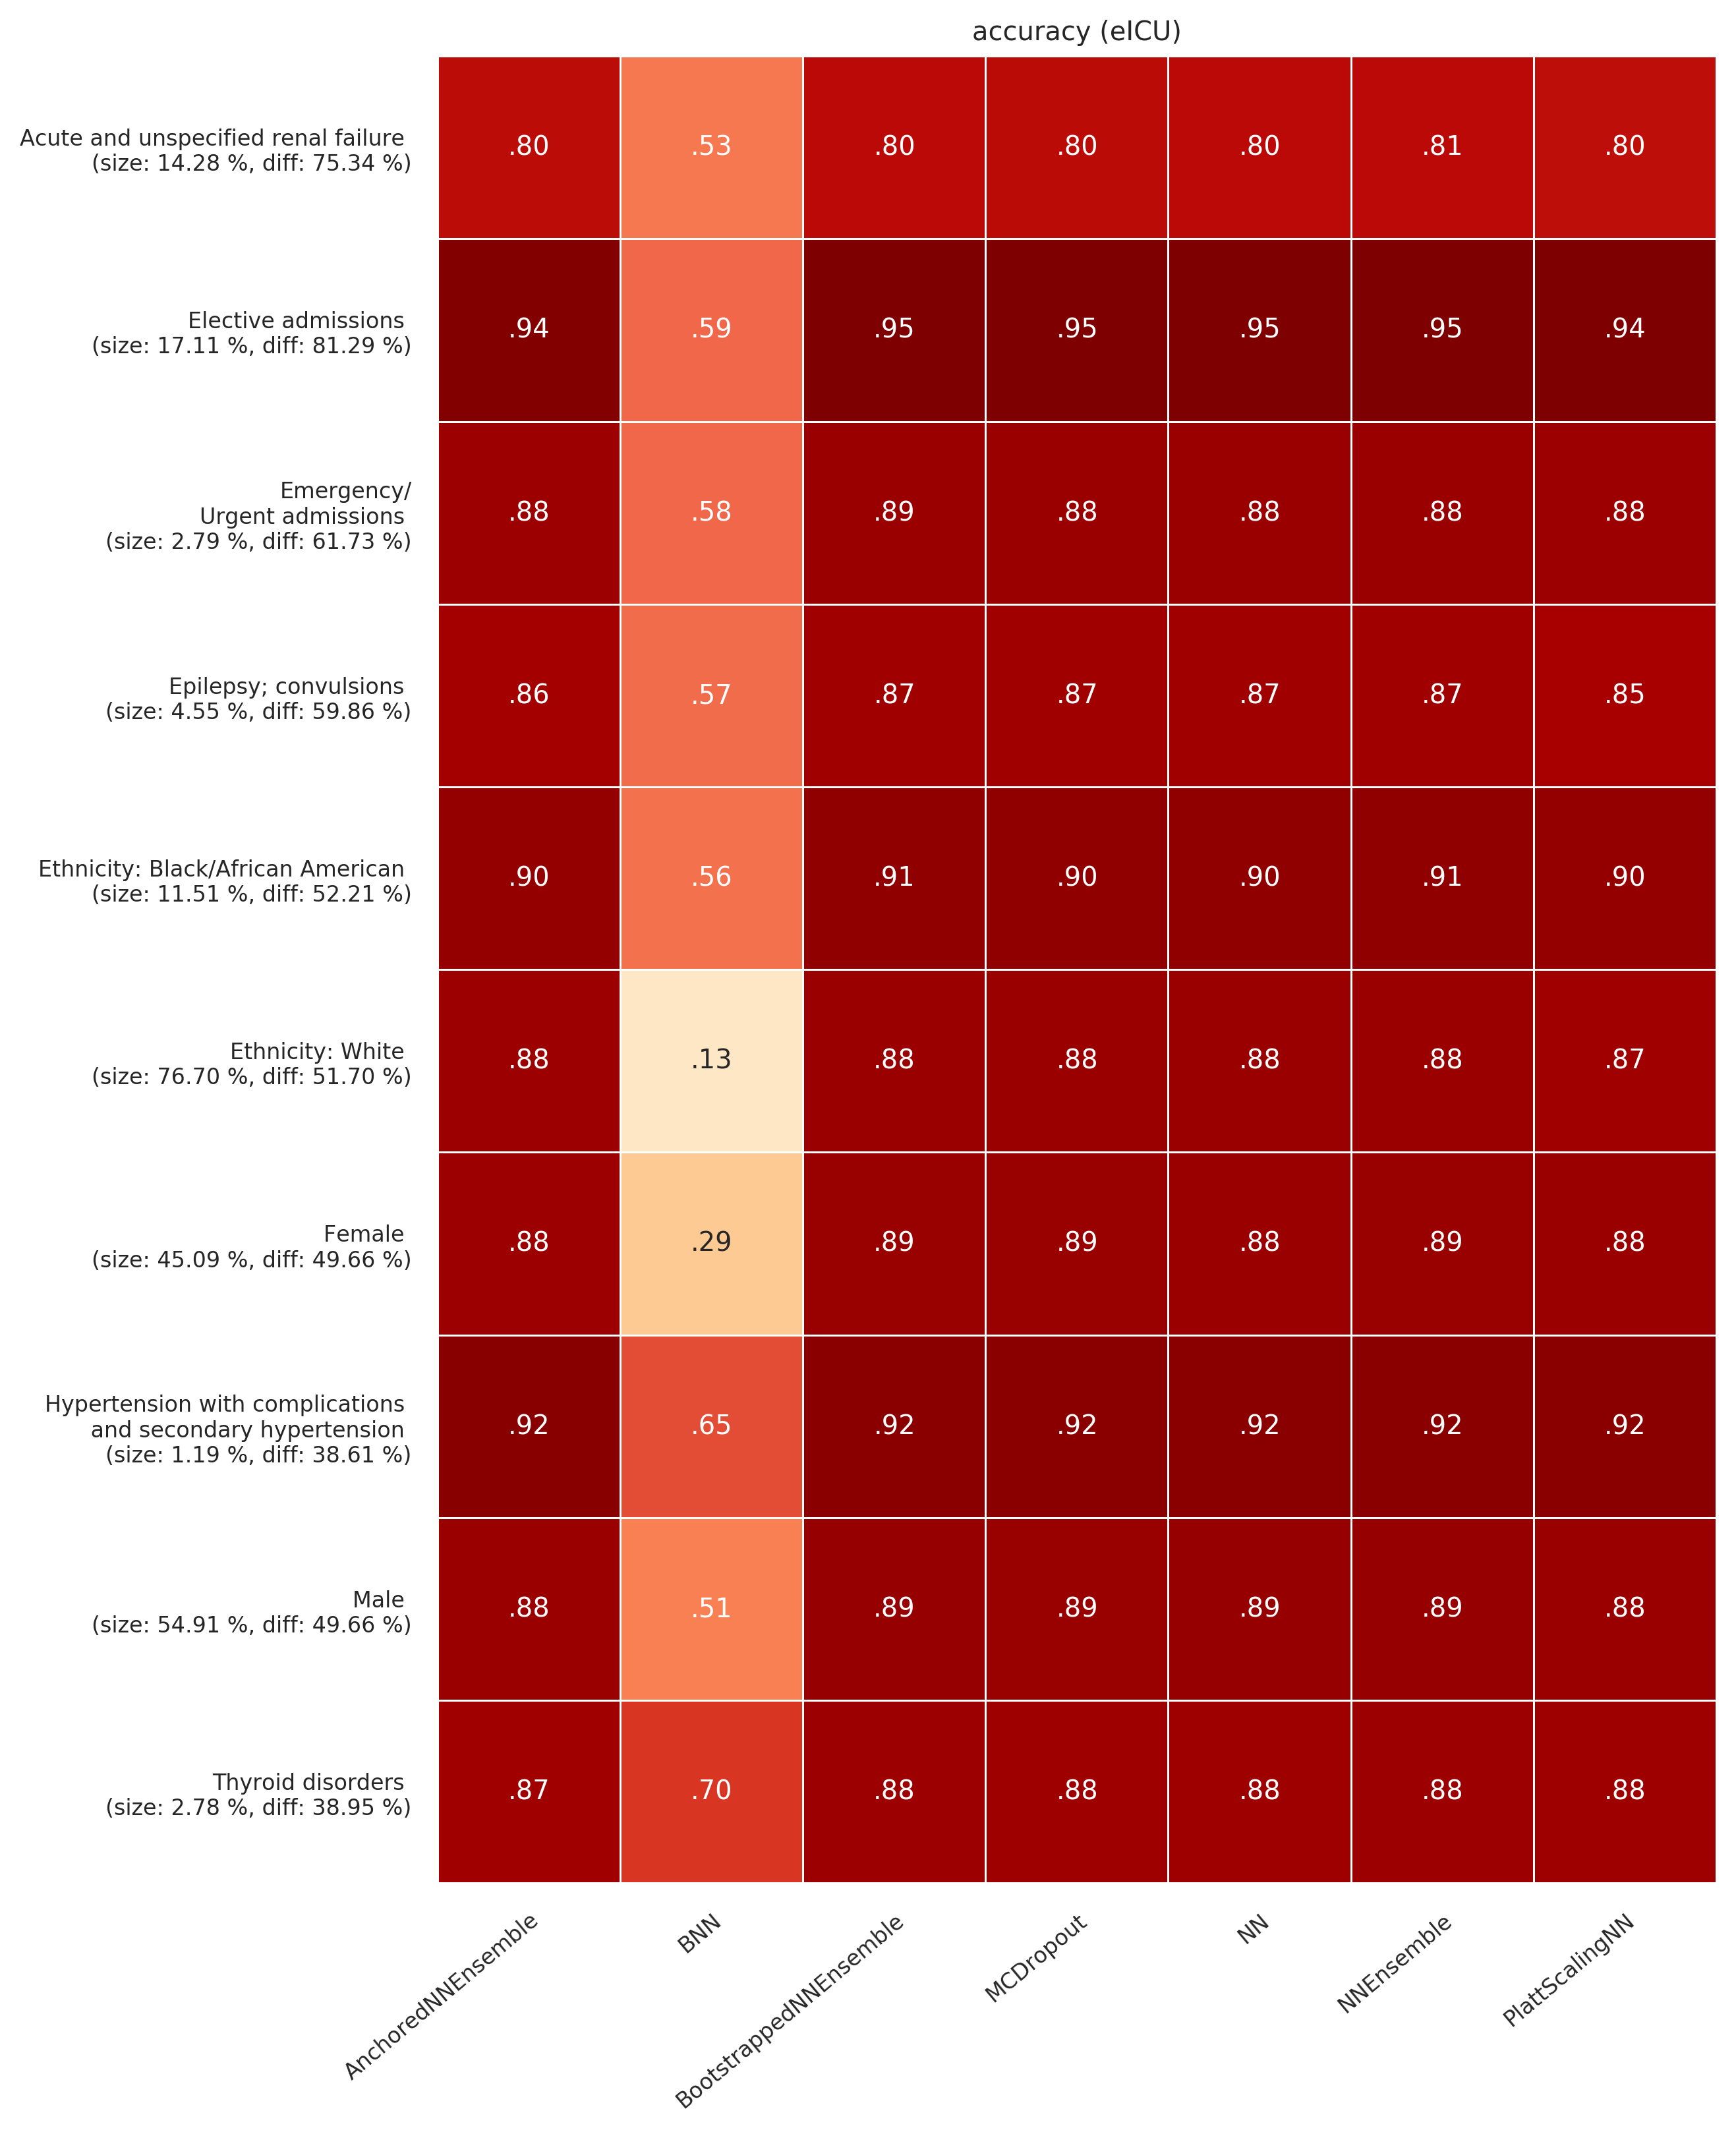 accuracy (eICU)
Acute and unspecified renal failure
(size: 14.28 %, diff: 75.34 %)
.80 .53 .80 .80 .80 .81 .80
Elective admissions
(size: 17.11 %, diff: 81.29 %)
.94 .59 .95 .95 .95 .95 .94
Emergency/
Urgent admissions
(size: 2.79 %, diff: 61.73 %)
.88 .58 .89 .88 .88 .88 .88
Epilepsy; convulsions
(size: 4.55 %, diff: 59.86 %)
.86 .57 .87 .87 .87 .87 .85
Ethnicity: Black/African American
(size: 11.51 %, diff: 52.21 %)
.90 .56 .91 .90 .90 .91 .90
Ethnicity: White
(size: 76.70 %, diff: 51.70 %)
.88 .13 .88 .88 .88 .88 .87
Female
(size: 45.09 %, diff: 49.66 %)
.88 .29 .89 .89 .88 .89 .88
Hypertension with complications
and secondary hypertension
(size: 1.19 %, diff: 38.61 %)
.92 .65 .92 .92 .92 .92 .92
Male
(size: 54.91 %, diff: 49.66 %)
.88 .51 .89 .89 .89 .89 .88
Thyroid disorders
(size: 2.78 %, diff: 38.95 %)
.87 .70 .88 .88 .88 .88 .88
AnchoredNNEnsemble
BNN
BootstrappedNNEnsemble
MCDropout
NN
NNEnsemble
PlattScalingNN